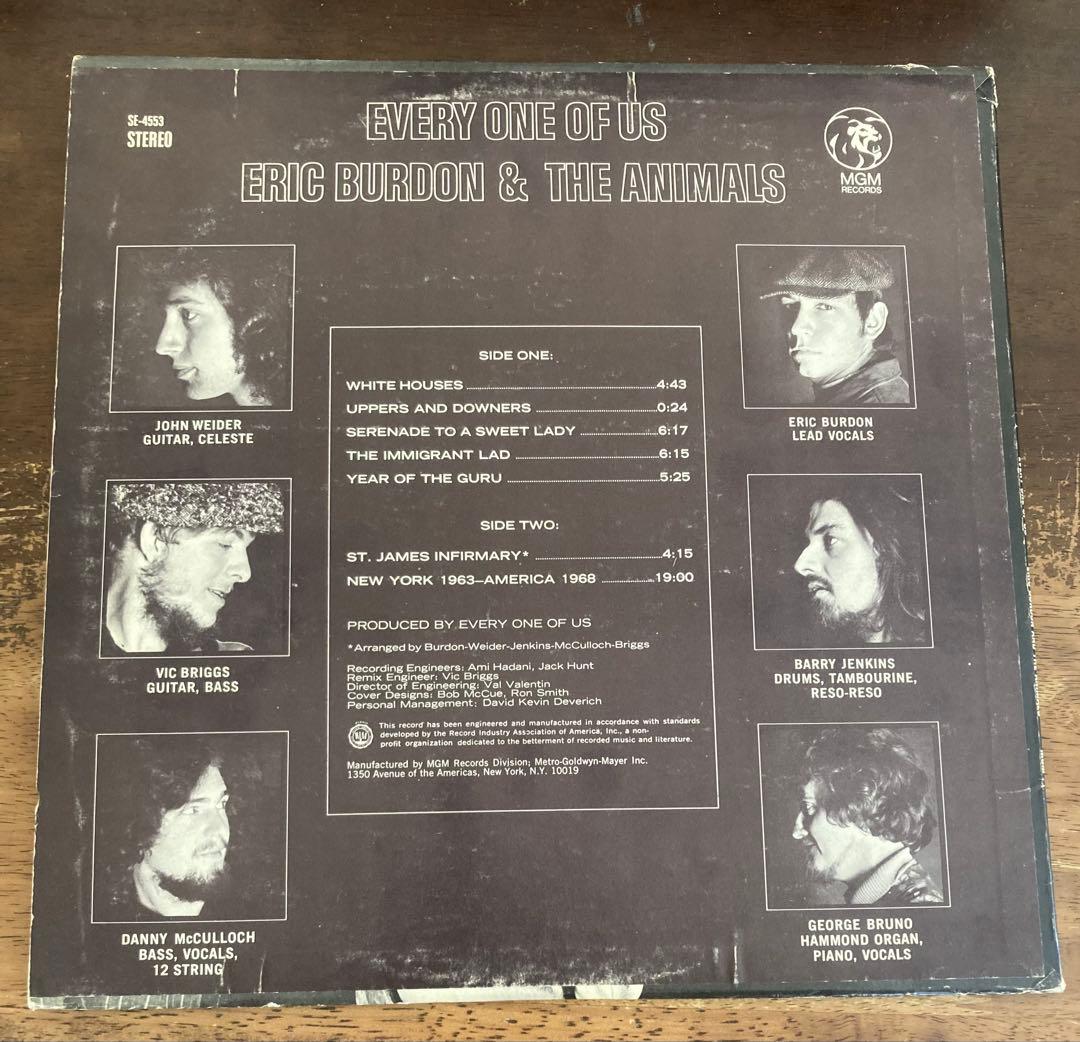 SE-4553
STEREO
EVERY ONE OF US
ERIC BURDON & THE ANIMALS
MGM
RECORDS
JOHN WEIDER
GUITAR, CELESTE
ERIC BURDON
LEAD VOCALS
VIC BRIGGS
GUITAR, BASS
BARRY JENKINS
DRUMS, TAMBOURINE,
RESO-RESO
DANNY McCULLOCH
BASS, VOCALS,
12 STRING
GEORGE BRUNO
HAMMOND ORGAN,
PIANO, VOCALS
SIDE ONE:
WHITE HOUSES ..... 4:43
UPPERS AND DOWNERS ..... 0:24
SERENADE TO A SWEET LADY ..... 6:17
THE IMMIGRANT LAD ..... 6:15
YEAR OF THE GURU ..... 5:25
SIDE TWO:
ST. JAMES INFIRMARY* ..... 4:15
NEW YORK 1963–AMERICA 1968 ..... 19:00
PRODUCED BY EVERY ONE OF US
*Arranged by Burdon-Weider-Jenkins-McCulloch-Briggs
Recording Engineers: Ami Hadani, Jack Hunt
Remix Engineer: Vic Briggs
Director of Engineering: Val Valentin
Cover Designs: Bob McCue, Ron Smith
Personal Management: David Kevin Deverich
This record has been engineered and manufactured in accordance with standards
developed by the Record Industry Association of America, Inc., a non-
profit organization dedicated to the betterment of recorded music and literature.
Manufactured by MGM Records Division; Metro-Goldwyn-Mayer Inc.
1350 Avenue of the Americas, New York, N.Y. 10019